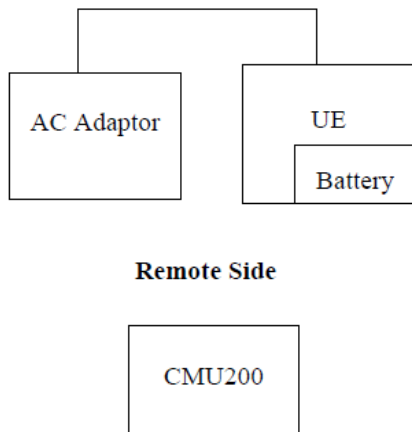 AC Adaptor
UE
Battery
Remote Side
CMU200